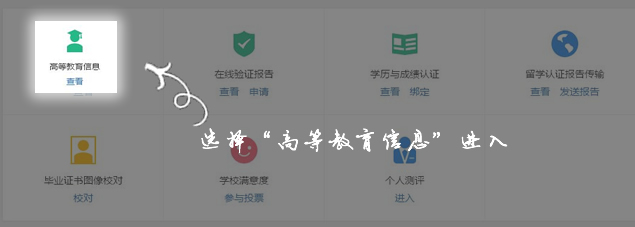 高等教育信息
查看
在线验证报告
查看 申请
学历与成绩认证
查看 绑定
留学认证报告传输
查看 发送报告
选择“高等教育信息”进入
毕业证书图像校对
校对
学校满意度
参与投票
个人测评
进入